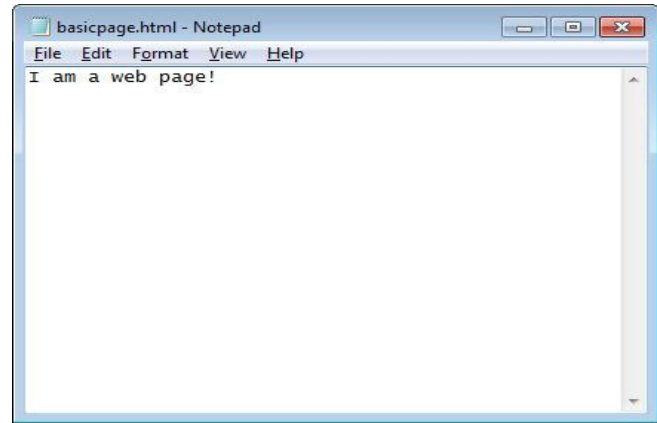 basicpage.html - Notepad
File Edit Format View Help
I am a web page!